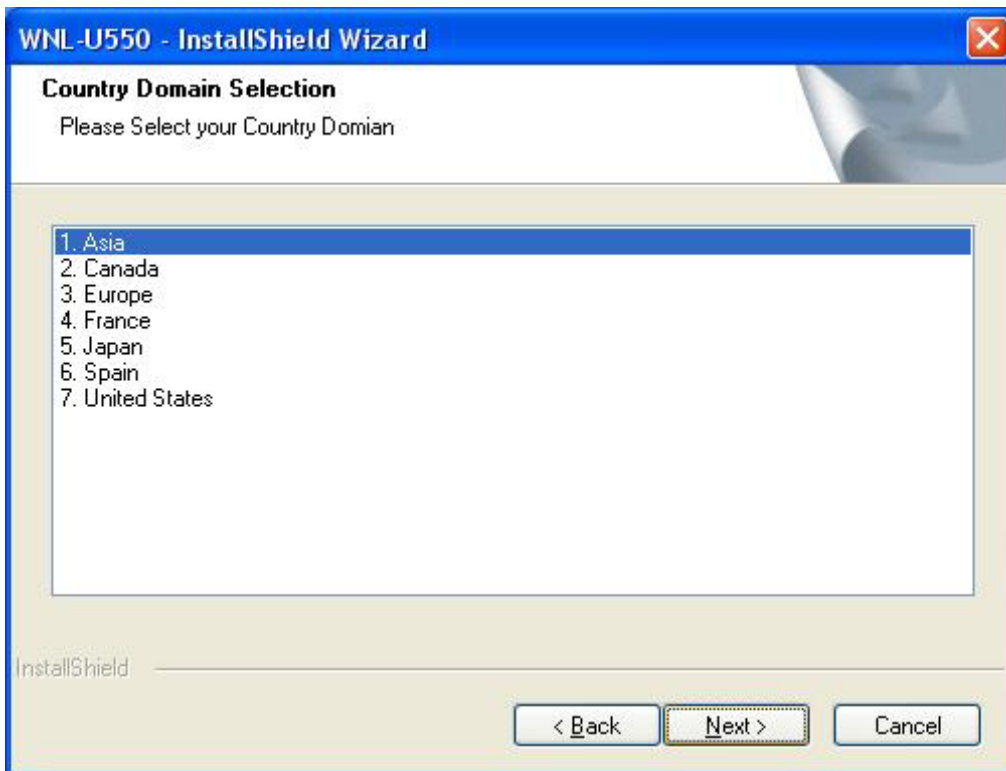 WNL-U550 - InstallShield Wizard
Country Domain Selection
Please Select your Country Domian
1. Asia
2. Canada
3. Europe
4. France
5. Japan
6. Spain
7. United States
InstallShield
< Back
Next >
Cancel